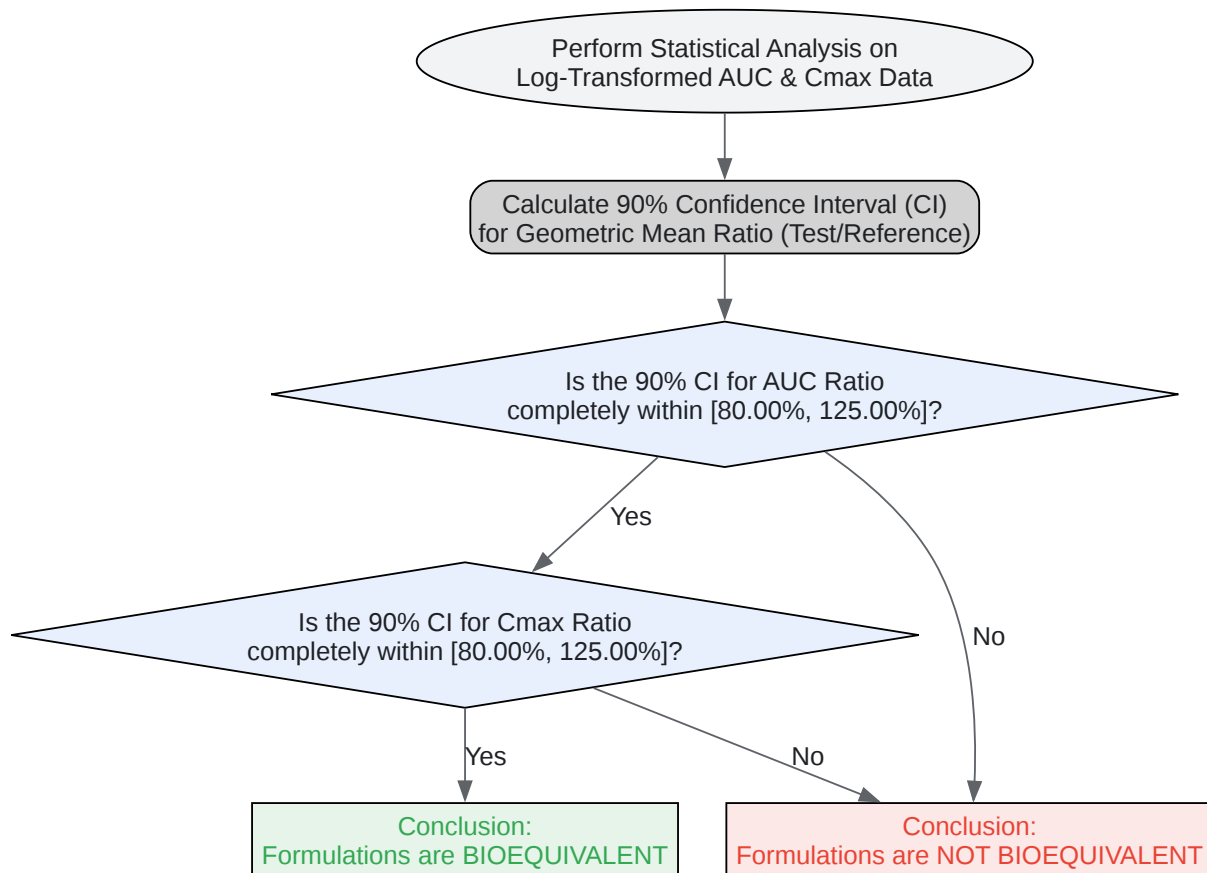 Perform Statistical Analysis on
Log-Transformed AUC & Cmax Data
Calculate 90% Confidence Interval (CI)
for Geometric Mean Ratio (Test/Reference)
Is the 90% CI for AUC Ratio
completely within [80.00%, 125.00%]?
Yes
Is the 90% CI for Cmax Ratio
completely within [80.00%, 125.00%]?
No
Yes
No
Conclusion:
Formulations are BIOEQUIVALENT
Conclusion:
Formulations are NOT BIOEQUIVALENT